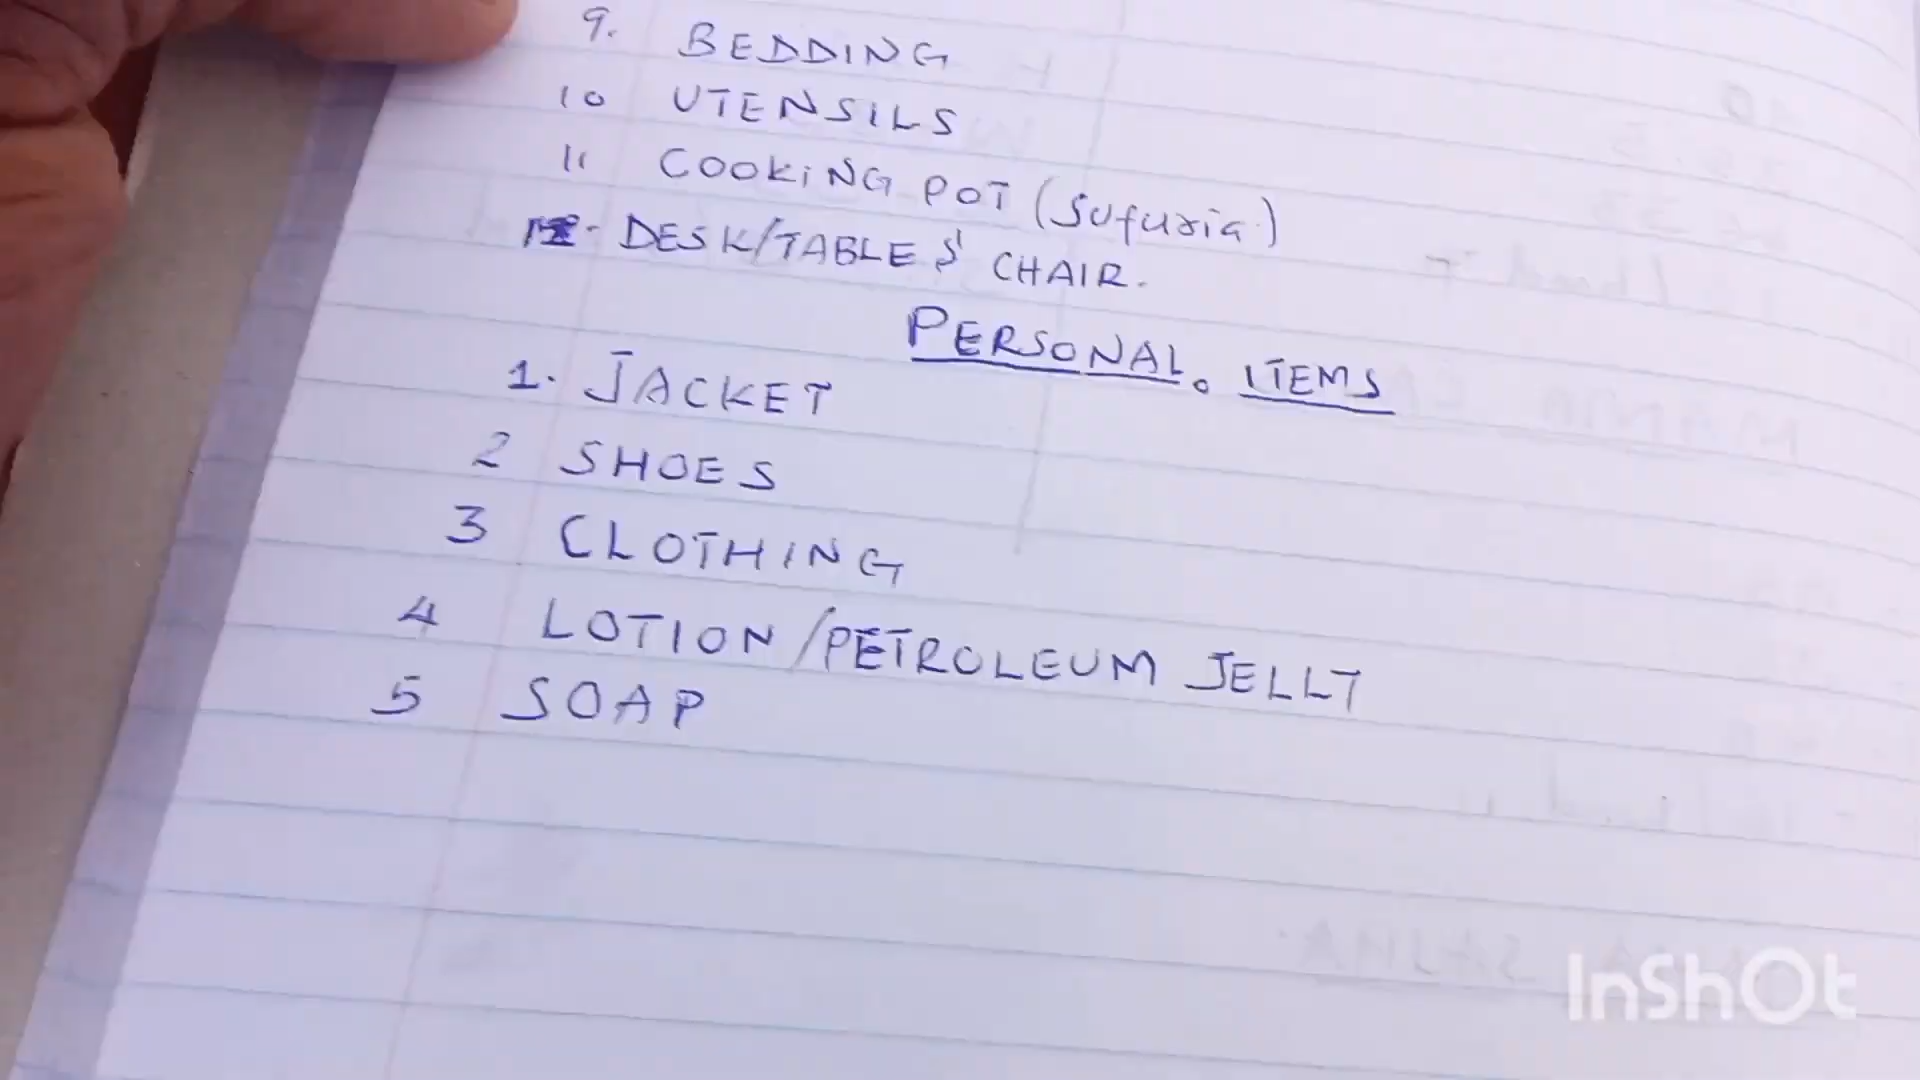 9. BEDDING
10 UTENSILS
11 COOKING POT (Sufuria)
12. DESK/TABLE & CHAIR.
PERSONAL. ITEMS
1. JACKET
2 SHOES
3 CLOTHING
4 LOTION/PETROLEUM JELLY
5 SOAP
InShOt